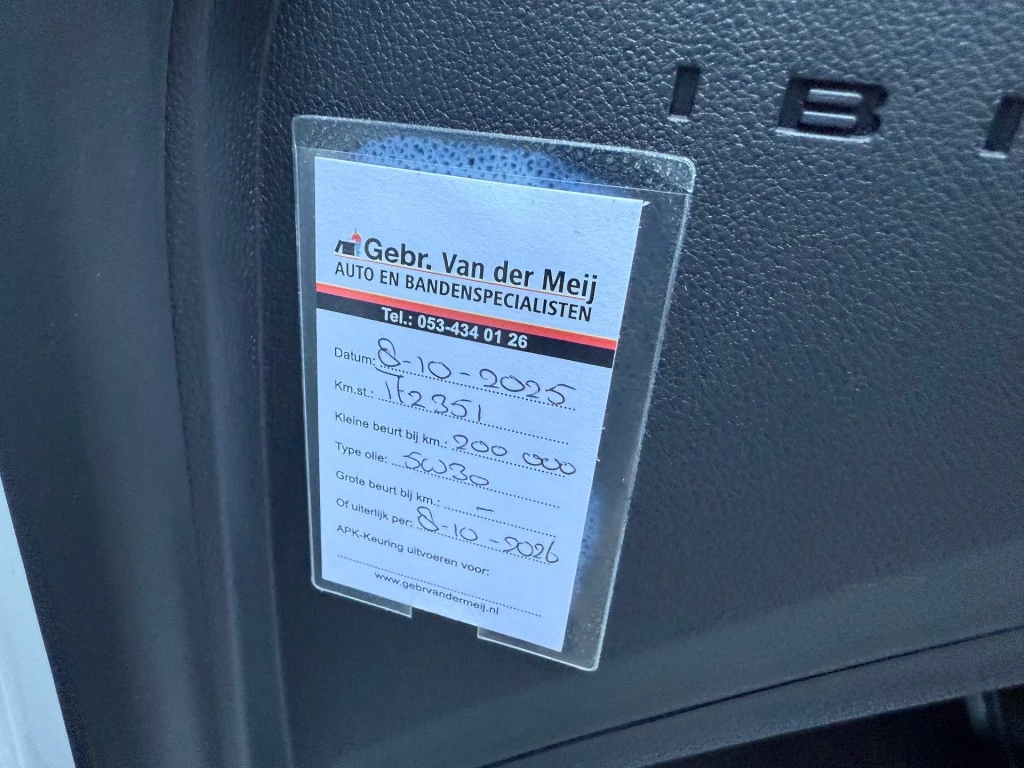 IBI
Gebr. Van der Meij
AUTO EN BANDENSPECIALISTEN
Tel.: 053-434 01 26
Datum: 8-10-2025
Km.st.: 172351
Kleine beurt bij km.: 200 000
Type olie: 5W30
Grote beurt bij km.: -
Of uiterlijk per: 8-10-2026
APK-Keuring uitvoeren voor:
www.gebrvandermeij.nl